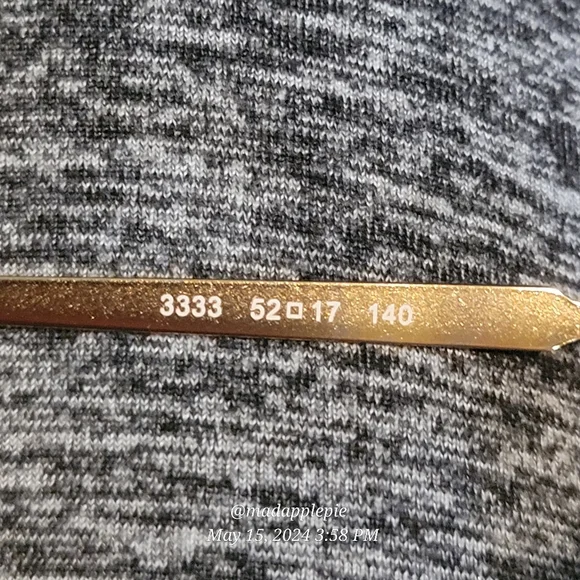 3333 52□17 140
@madapplepie
May 15, 2024 3:58 PM